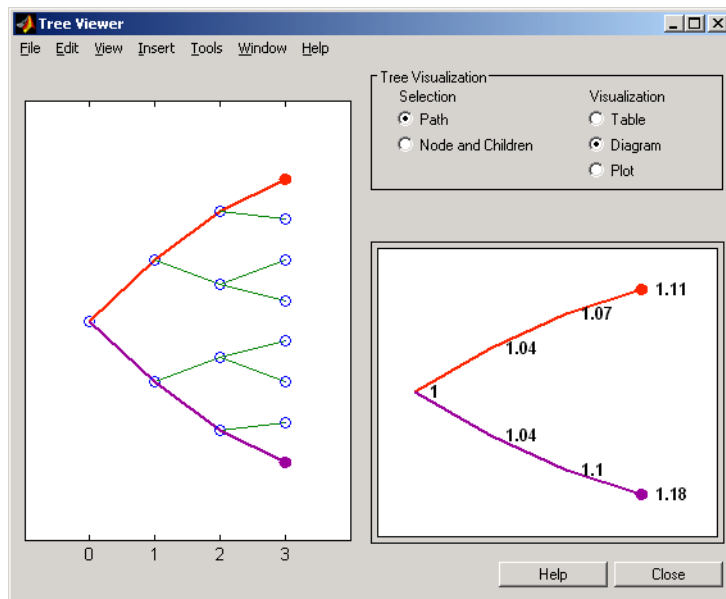 Tree Viewer
File Edit View Insert Tools Window Help
Tree Visualization
Selection
Path
Node and Children
Visualization
Table
Diagram
Plot
0 1 2 3
1.11
1.07
1.04
1
1.04
1.1
1.18
Help Close